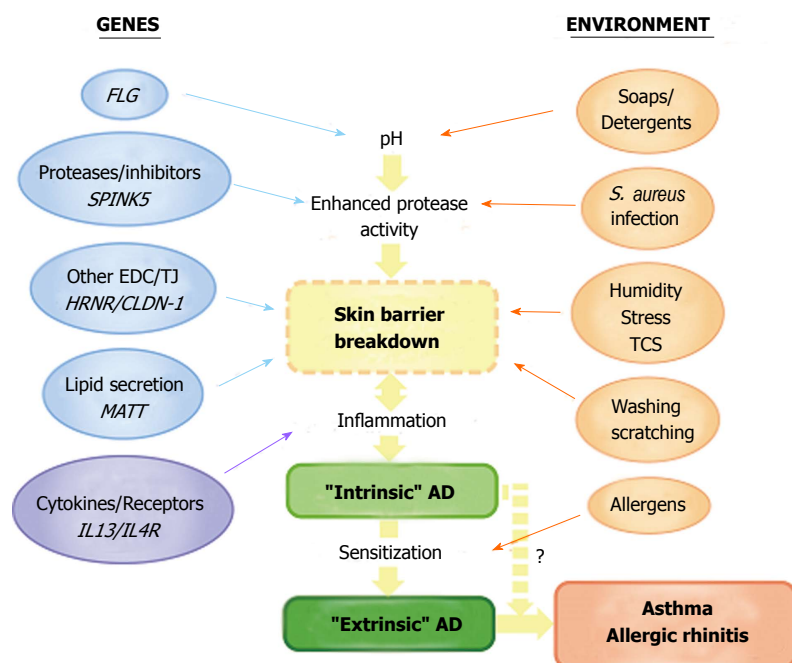 GENES
FLG
Proteases/inhibitors
SPINK5
Other EDC/TJ
HRNR/CLDN-1
Lipid secretion
MATT
Cytokines/Receptors
IL13/IL4R
pH
Enhanced protease
activity
Skin barrier
breakdown
Inflammation
"Intrinsic" AD
Sensitization
?
"Extrinsic" AD
ENVIRONMENT
Soaps/
Detergents
S. aureus
infection
Humidity
Stress
TCS
Washing
scratching
Allergens
Asthma
Allergic rhinitis